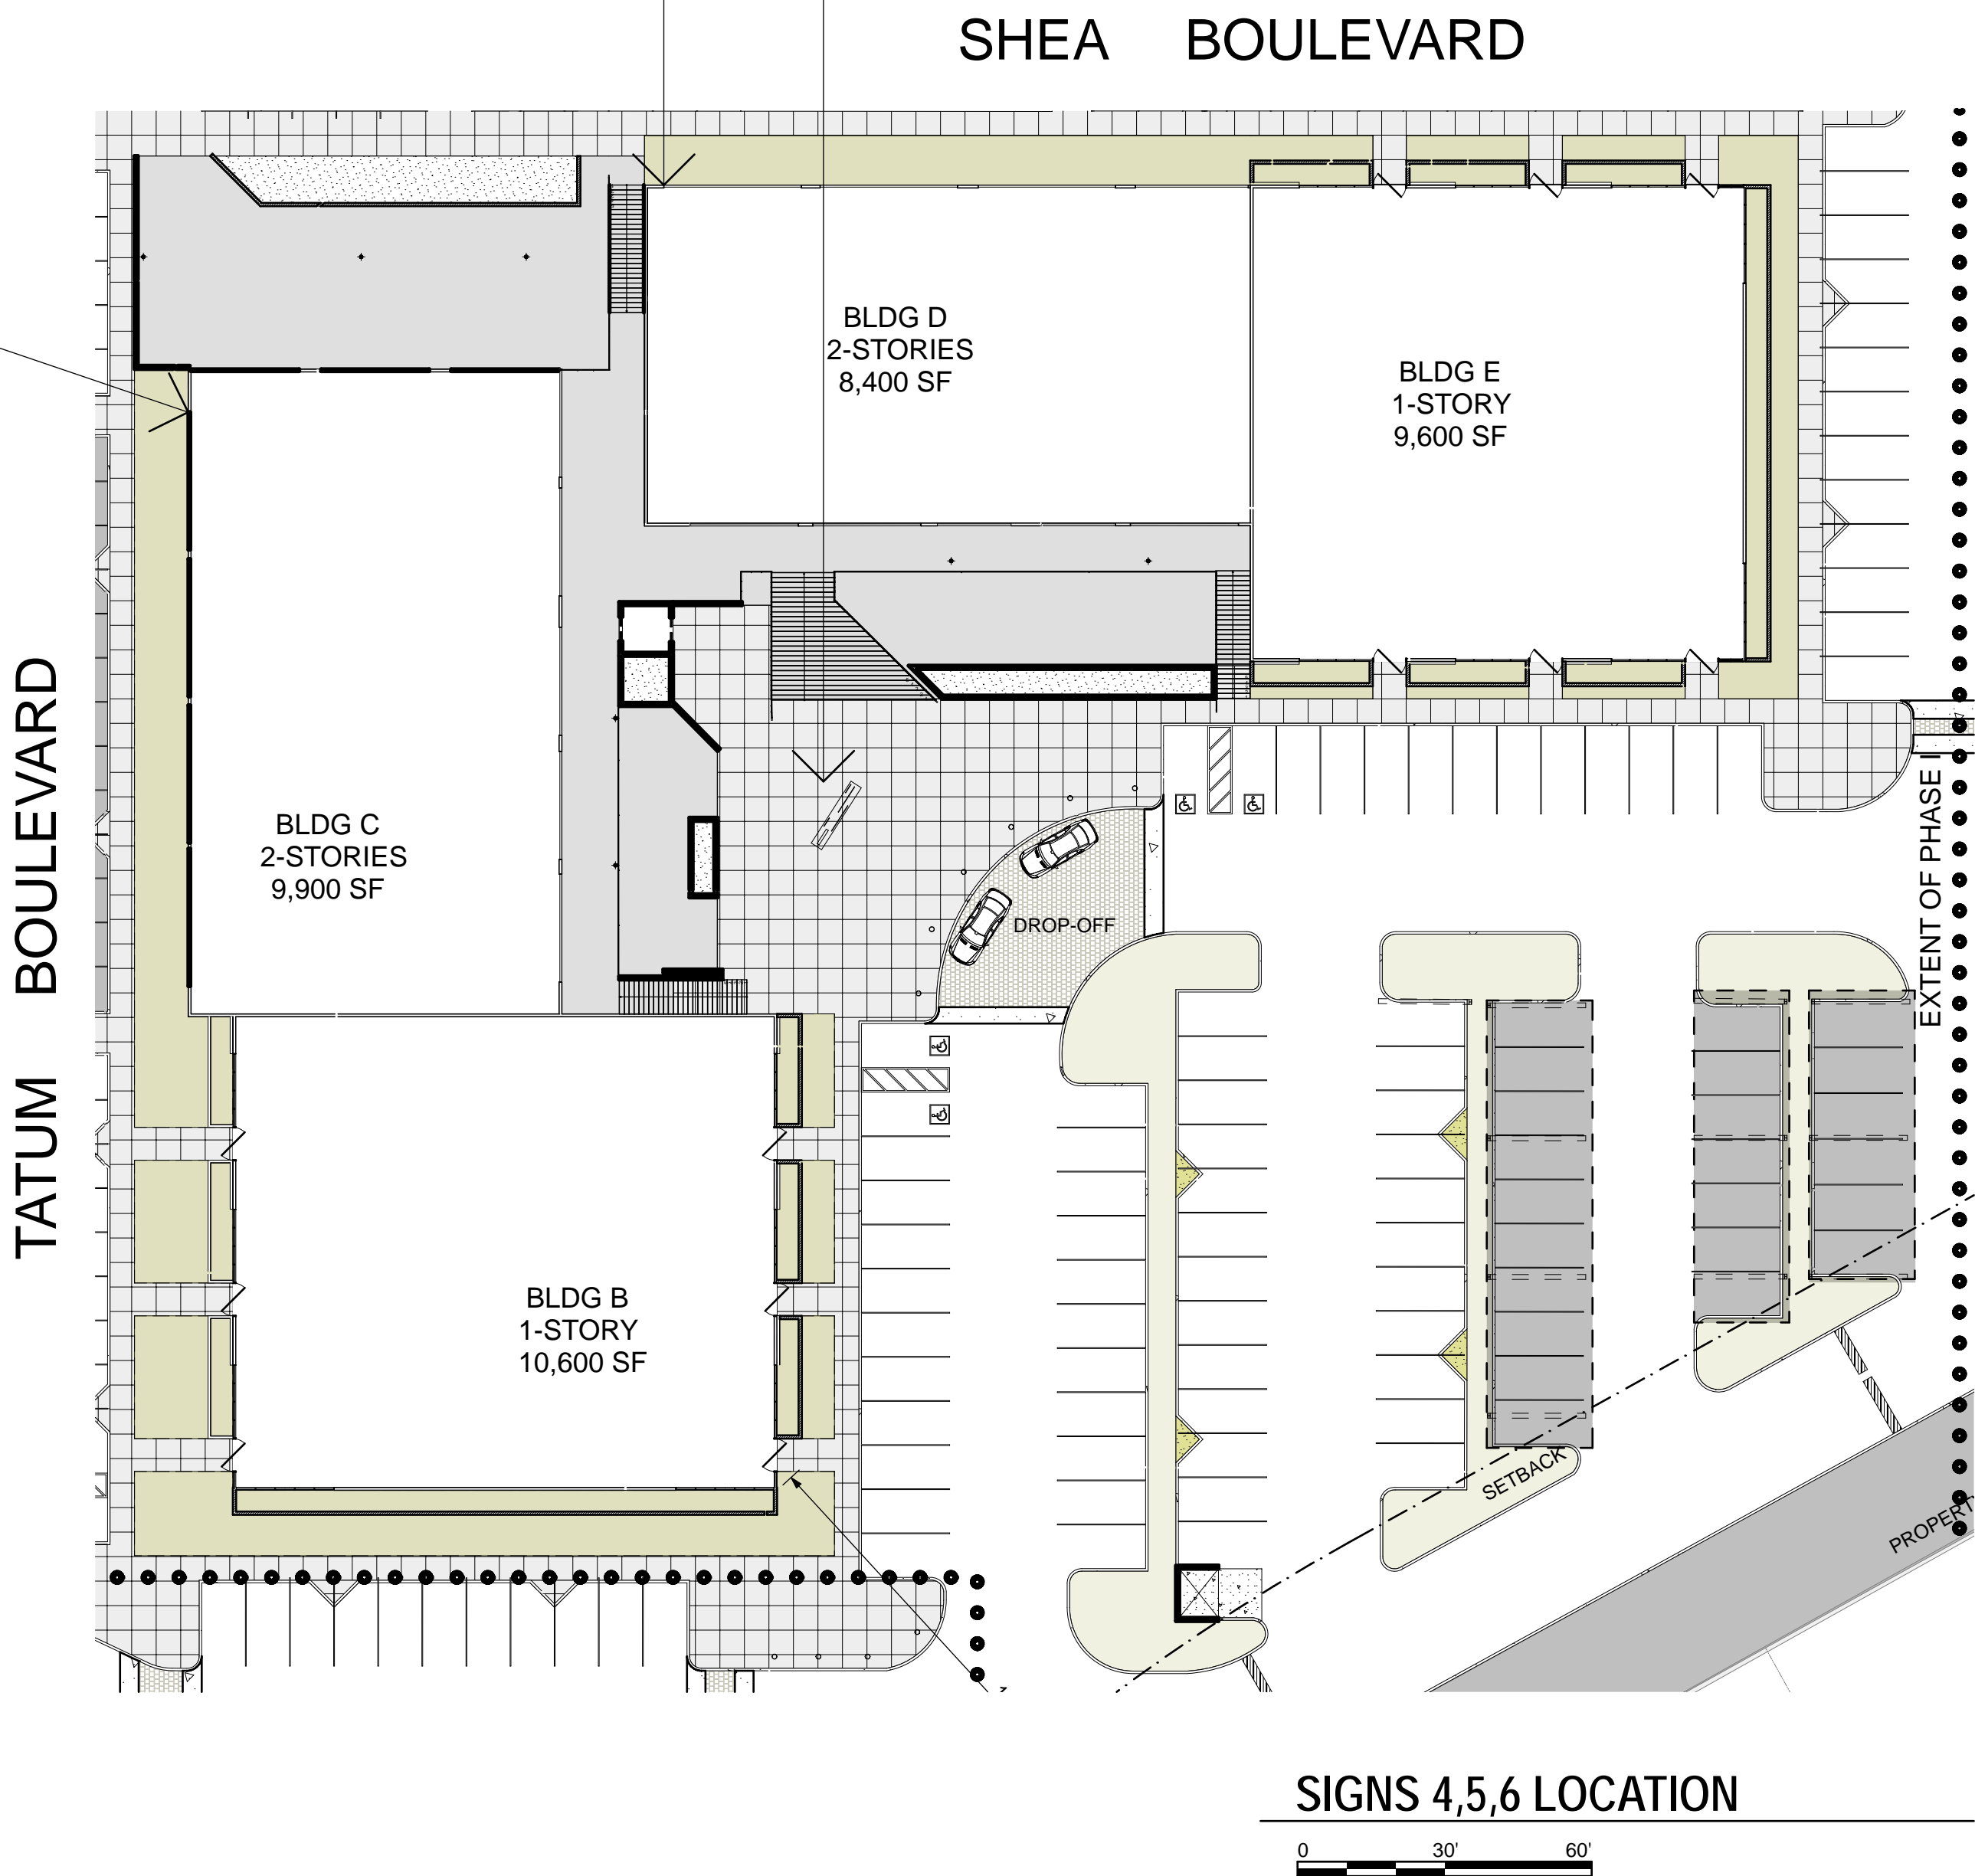 SHEA BOULEVARD
BLDG D
2-STORIES
8,400 SF
BLDG E
1-STORY
9,600 SF
TATUM BOULEVARD
BLDG C
2-STORIES
9,900 SF
DROP-OFF
EXTENT OF PHASE I
BLDG B
1-STORY
10,600 SF
SETBACK
PROPERT
SIGNS 4,5,6 LOCATION
0 30' 60'